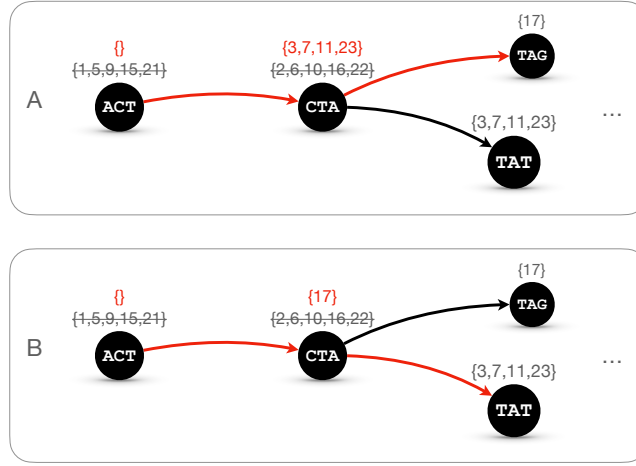 {17}
{} {3,7,11,23}
{1,5,9,15,21} {2,6,10,16,22} TAG
A ACT CTA ...
{3,7,11,23}
TAT
{17}
{} {17}
{1,5,9,15,21} {2,6,10,16,22} TAG
B ACT CTA ...
{3,7,11,23}
TAT